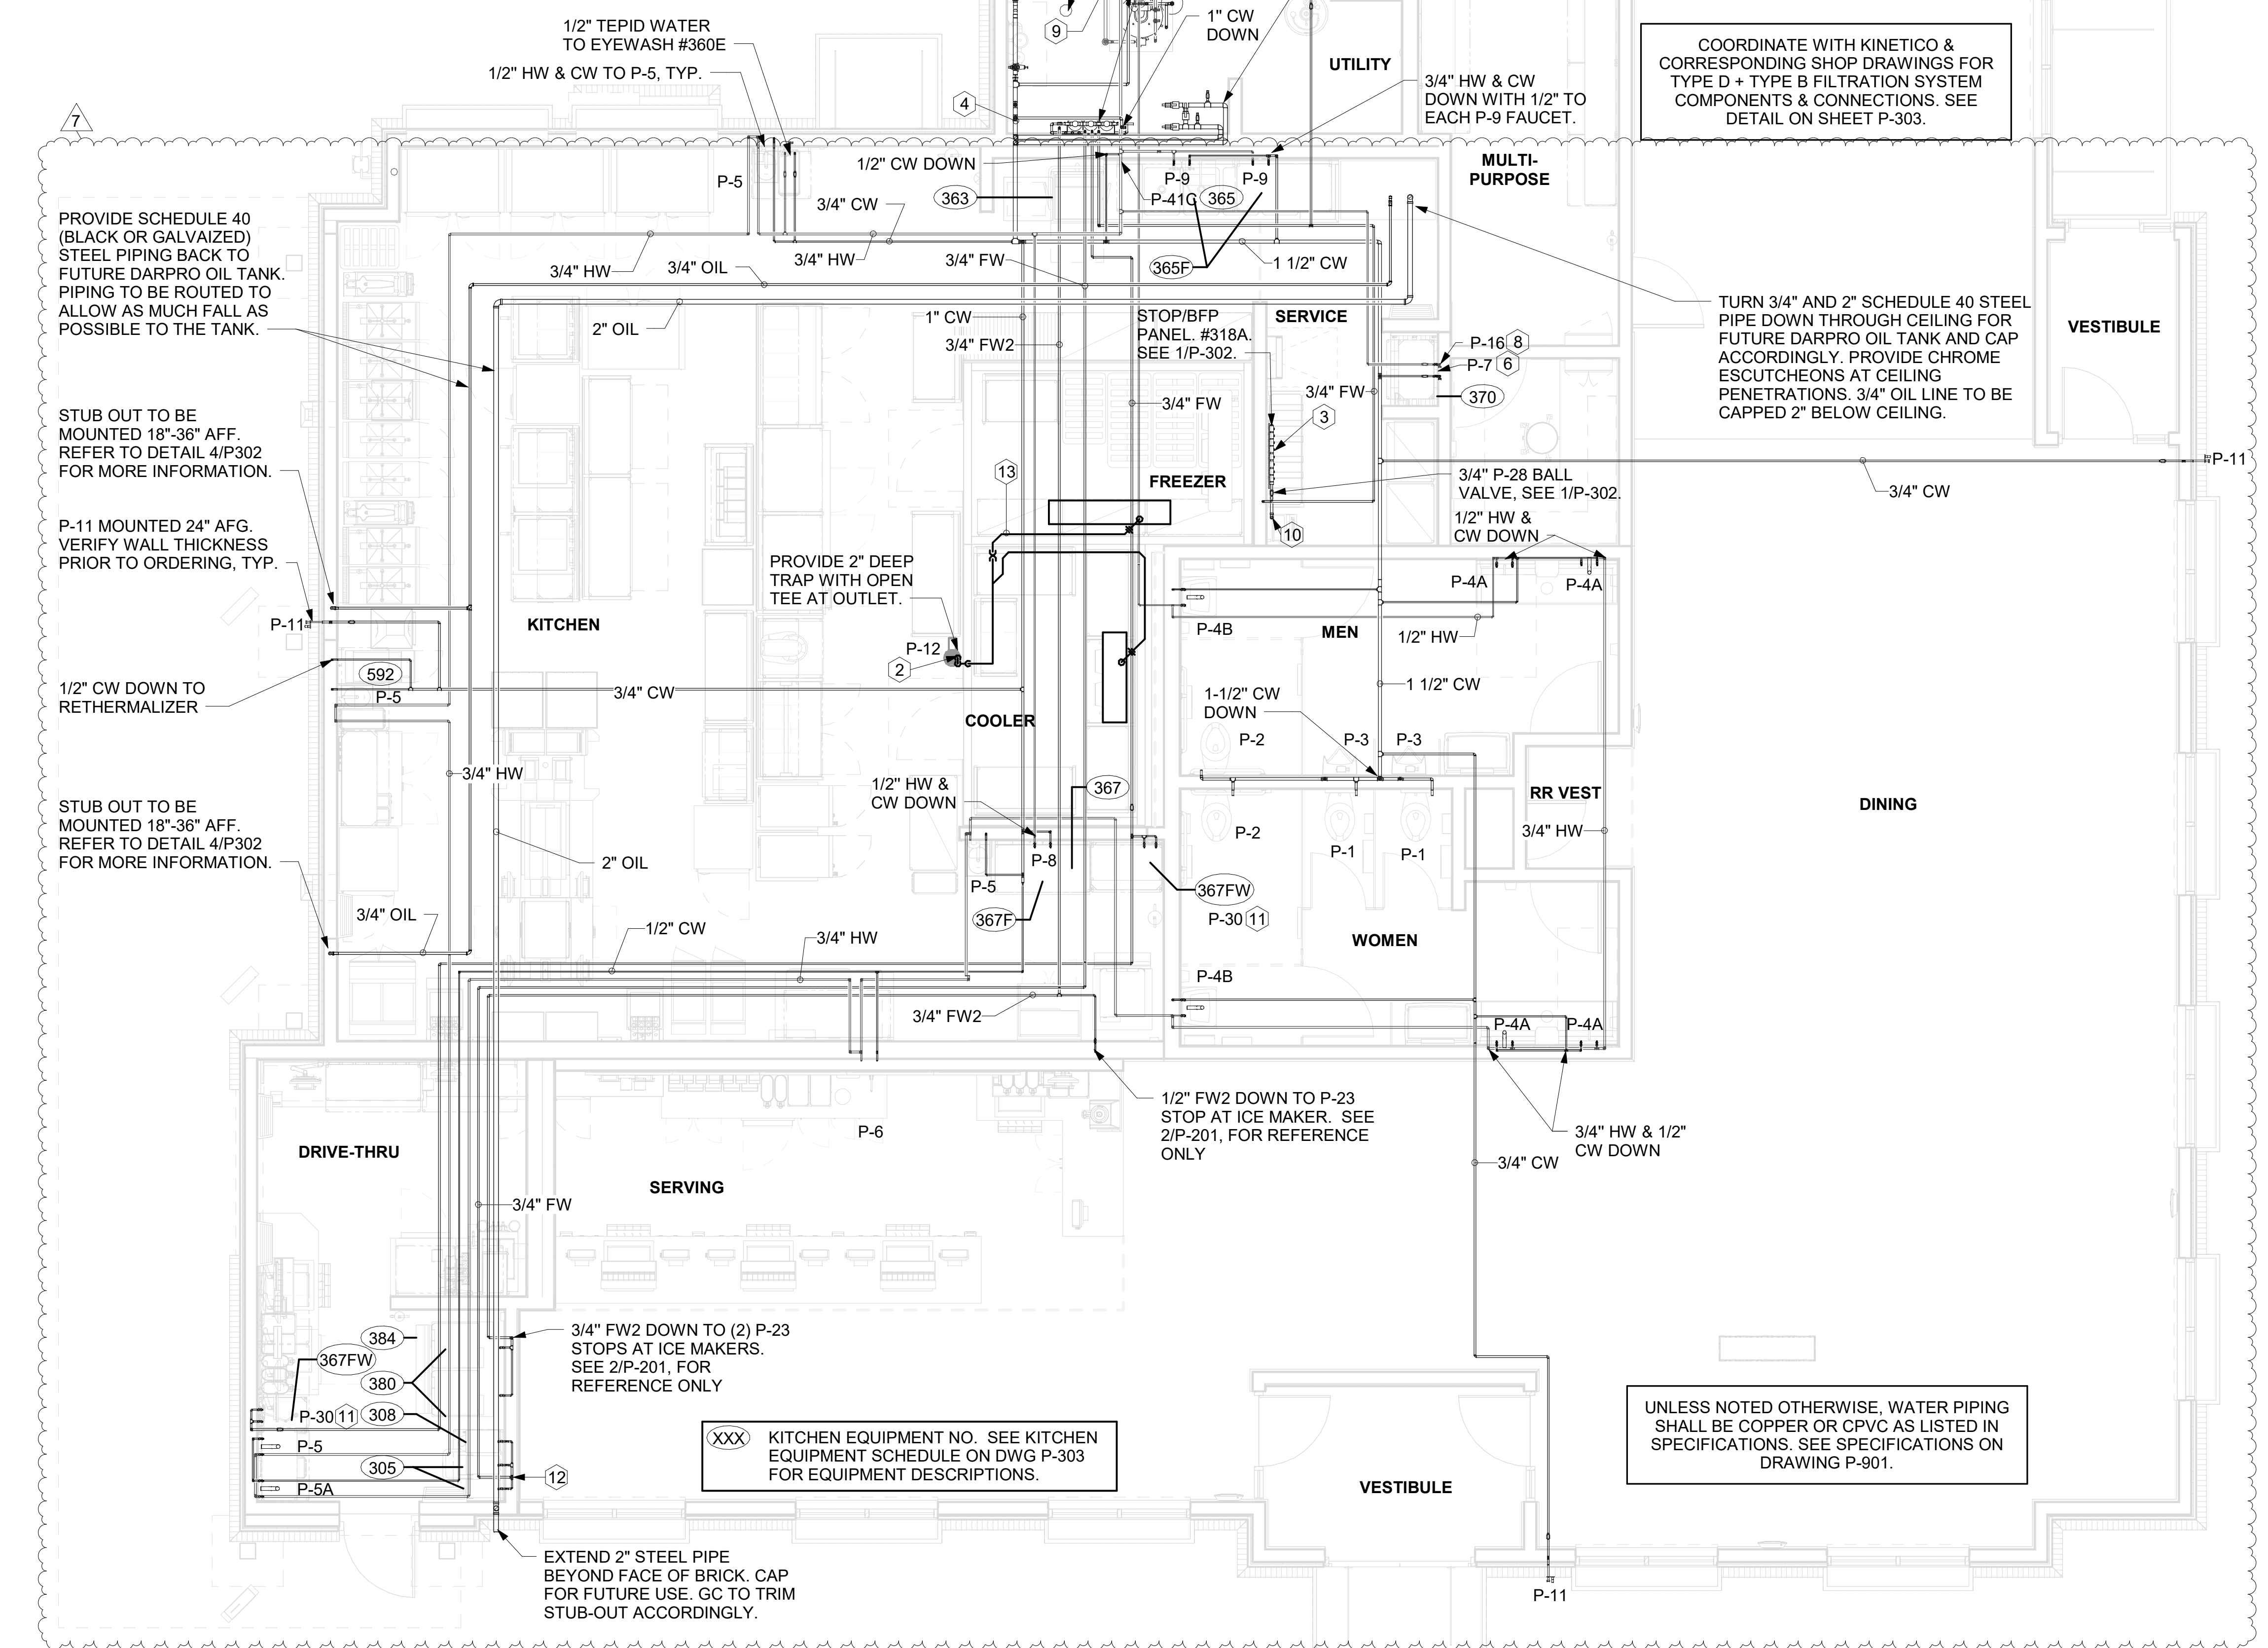 1/2" TEPID WATER
TO EYEWASH #360E
1/2" HW & CW TO P-5, TYP.
9
1" CW
DOWN
UTILITY
4
3/4" HW & CW
DOWN WITH 1/2" TO
EACH P-9 FAUCET.
COORDINATE WITH KINETICO &
CORRESPONDING SHOP DRAWINGS FOR
TYPE D + TYPE B FILTRATION SYSTEM
COMPONENTS & CONNECTIONS. SEE
DETAIL ON SHEET P-303.
7
1/2" CW DOWN
P-5
P-9
P-9
MULTI-
PURPOSE
363
P-41C
365
3/4" CW
PROVIDE SCHEDULE 40
(BLACK OR GALVAIZED)
STEEL PIPING BACK TO
FUTURE DARPRO OIL TANK.
PIPING TO BE ROUTED TO
ALLOW AS MUCH FALL AS
POSSIBLE TO THE TANK.
3/4" HW
3/4" OIL
3/4" HW
3/4" FW
365F
1 1/2" CW
2" OIL
1" CW
3/4" FW2
STOP/BFP
PANEL. #318A.
SEE 1/P-302.
SERVICE
TURN 3/4" AND 2" SCHEDULE 40 STEEL
PIPE DOWN THROUGH CEILING FOR
FUTURE DARPRO OIL TANK AND CAP
ACCORDINGLY. PROVIDE CHROME
ESCUTCHEONS AT CEILING
PENETRATIONS. 3/4" OIL LINE TO BE
CAPPED 2" BELOW CEILING.
VESTIBULE
P-16
8
P-7
6
370
3/4" FW
3/4" FW
3
STUB OUT TO BE
MOUNTED 18"-36" AFF.
REFER TO DETAIL 4/P302
FOR MORE INFORMATION.
13
FREEZER
3/4" P-28 BALL
VALVE, SEE 1/P-302.
P-11
3/4" CW
P-11 MOUNTED 24" AFG.
VERIFY WALL THICKNESS
PRIOR TO ORDERING, TYP.
10
1/2" HW &
CW DOWN
PROVIDE 2" DEEP
TRAP WITH OPEN
TEE AT OUTLET.
P-4A
P-4A
P-11
KITCHEN
P-12
2
P-4B
MEN
1/2" HW
592
P-5
1/2" CW DOWN TO
RETHERMALIZER
3/4" CW
1-1/2" CW
DOWN
1 1/2" CW
COOLER
P-2
P-3
P-3
3/4" HW
1/2" HW &
CW DOWN
367
RR VEST
DINING
STUB OUT TO BE
MOUNTED 18"-36" AFF.
REFER TO DETAIL 4/P302
FOR MORE INFORMATION.
2" OIL
P-2
P-1
P-1
3/4" HW
P-8
P-5
367FW
367F
P-30
11
3/4" OIL
1/2" CW
3/4" HW
WOMEN
P-4B
3/4" FW2
P-4A
P-4A
1/2" FW2 DOWN TO P-23
STOP AT ICE MAKER. SEE
2/P-201, FOR REFERENCE
ONLY
P-6
3/4" HW & 1/2"
CW DOWN
DRIVE-THRU
3/4" CW
SERVING
3/4" FW
384
367FW
380
P-30
11
308
P-5
305
P-5A
3/4" FW2 DOWN TO (2) P-23
STOPS AT ICE MAKERS.
SEE 2/P-201, FOR
REFERENCE ONLY
12
XXX
KITCHEN EQUIPMENT NO. SEE KITCHEN
EQUIPMENT SCHEDULE ON DWG P-303
FOR EQUIPMENT DESCRIPTIONS.
VESTIBULE
UNLESS NOTED OTHERWISE, WATER PIPING
SHALL BE COPPER OR CPVC AS LISTED IN
SPECIFICATIONS. SEE SPECIFICATIONS ON
DRAWING P-901.
EXTEND 2" STEEL PIPE
BEYOND FACE OF BRICK. CAP
FOR FUTURE USE. GC TO TRIM
STUB-OUT ACCORDINGLY.
P-11